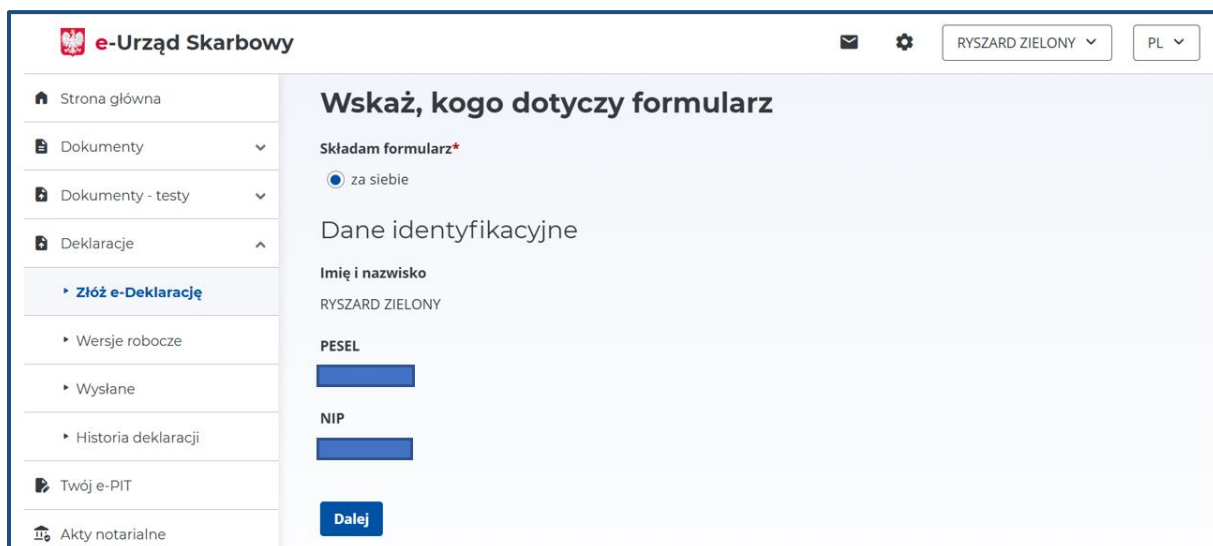 e-Urząd Skarbowy
RYSZARD ZIELONY
PL
Strona główna
Dokumenty
Dokumenty - testy
Deklaracje
Złóż e-Deklarację
Wersje robocze
Wysłane
Historia deklaracji
Twój e-PIT
Akty notarialne
Wskaż, kogo dotyczy formularz
Składam formularz*
za siebie
Dane identyfikacyjne
Imię i nazwisko
RYSZARD ZIELONY
PESEL
NIP
Dalej